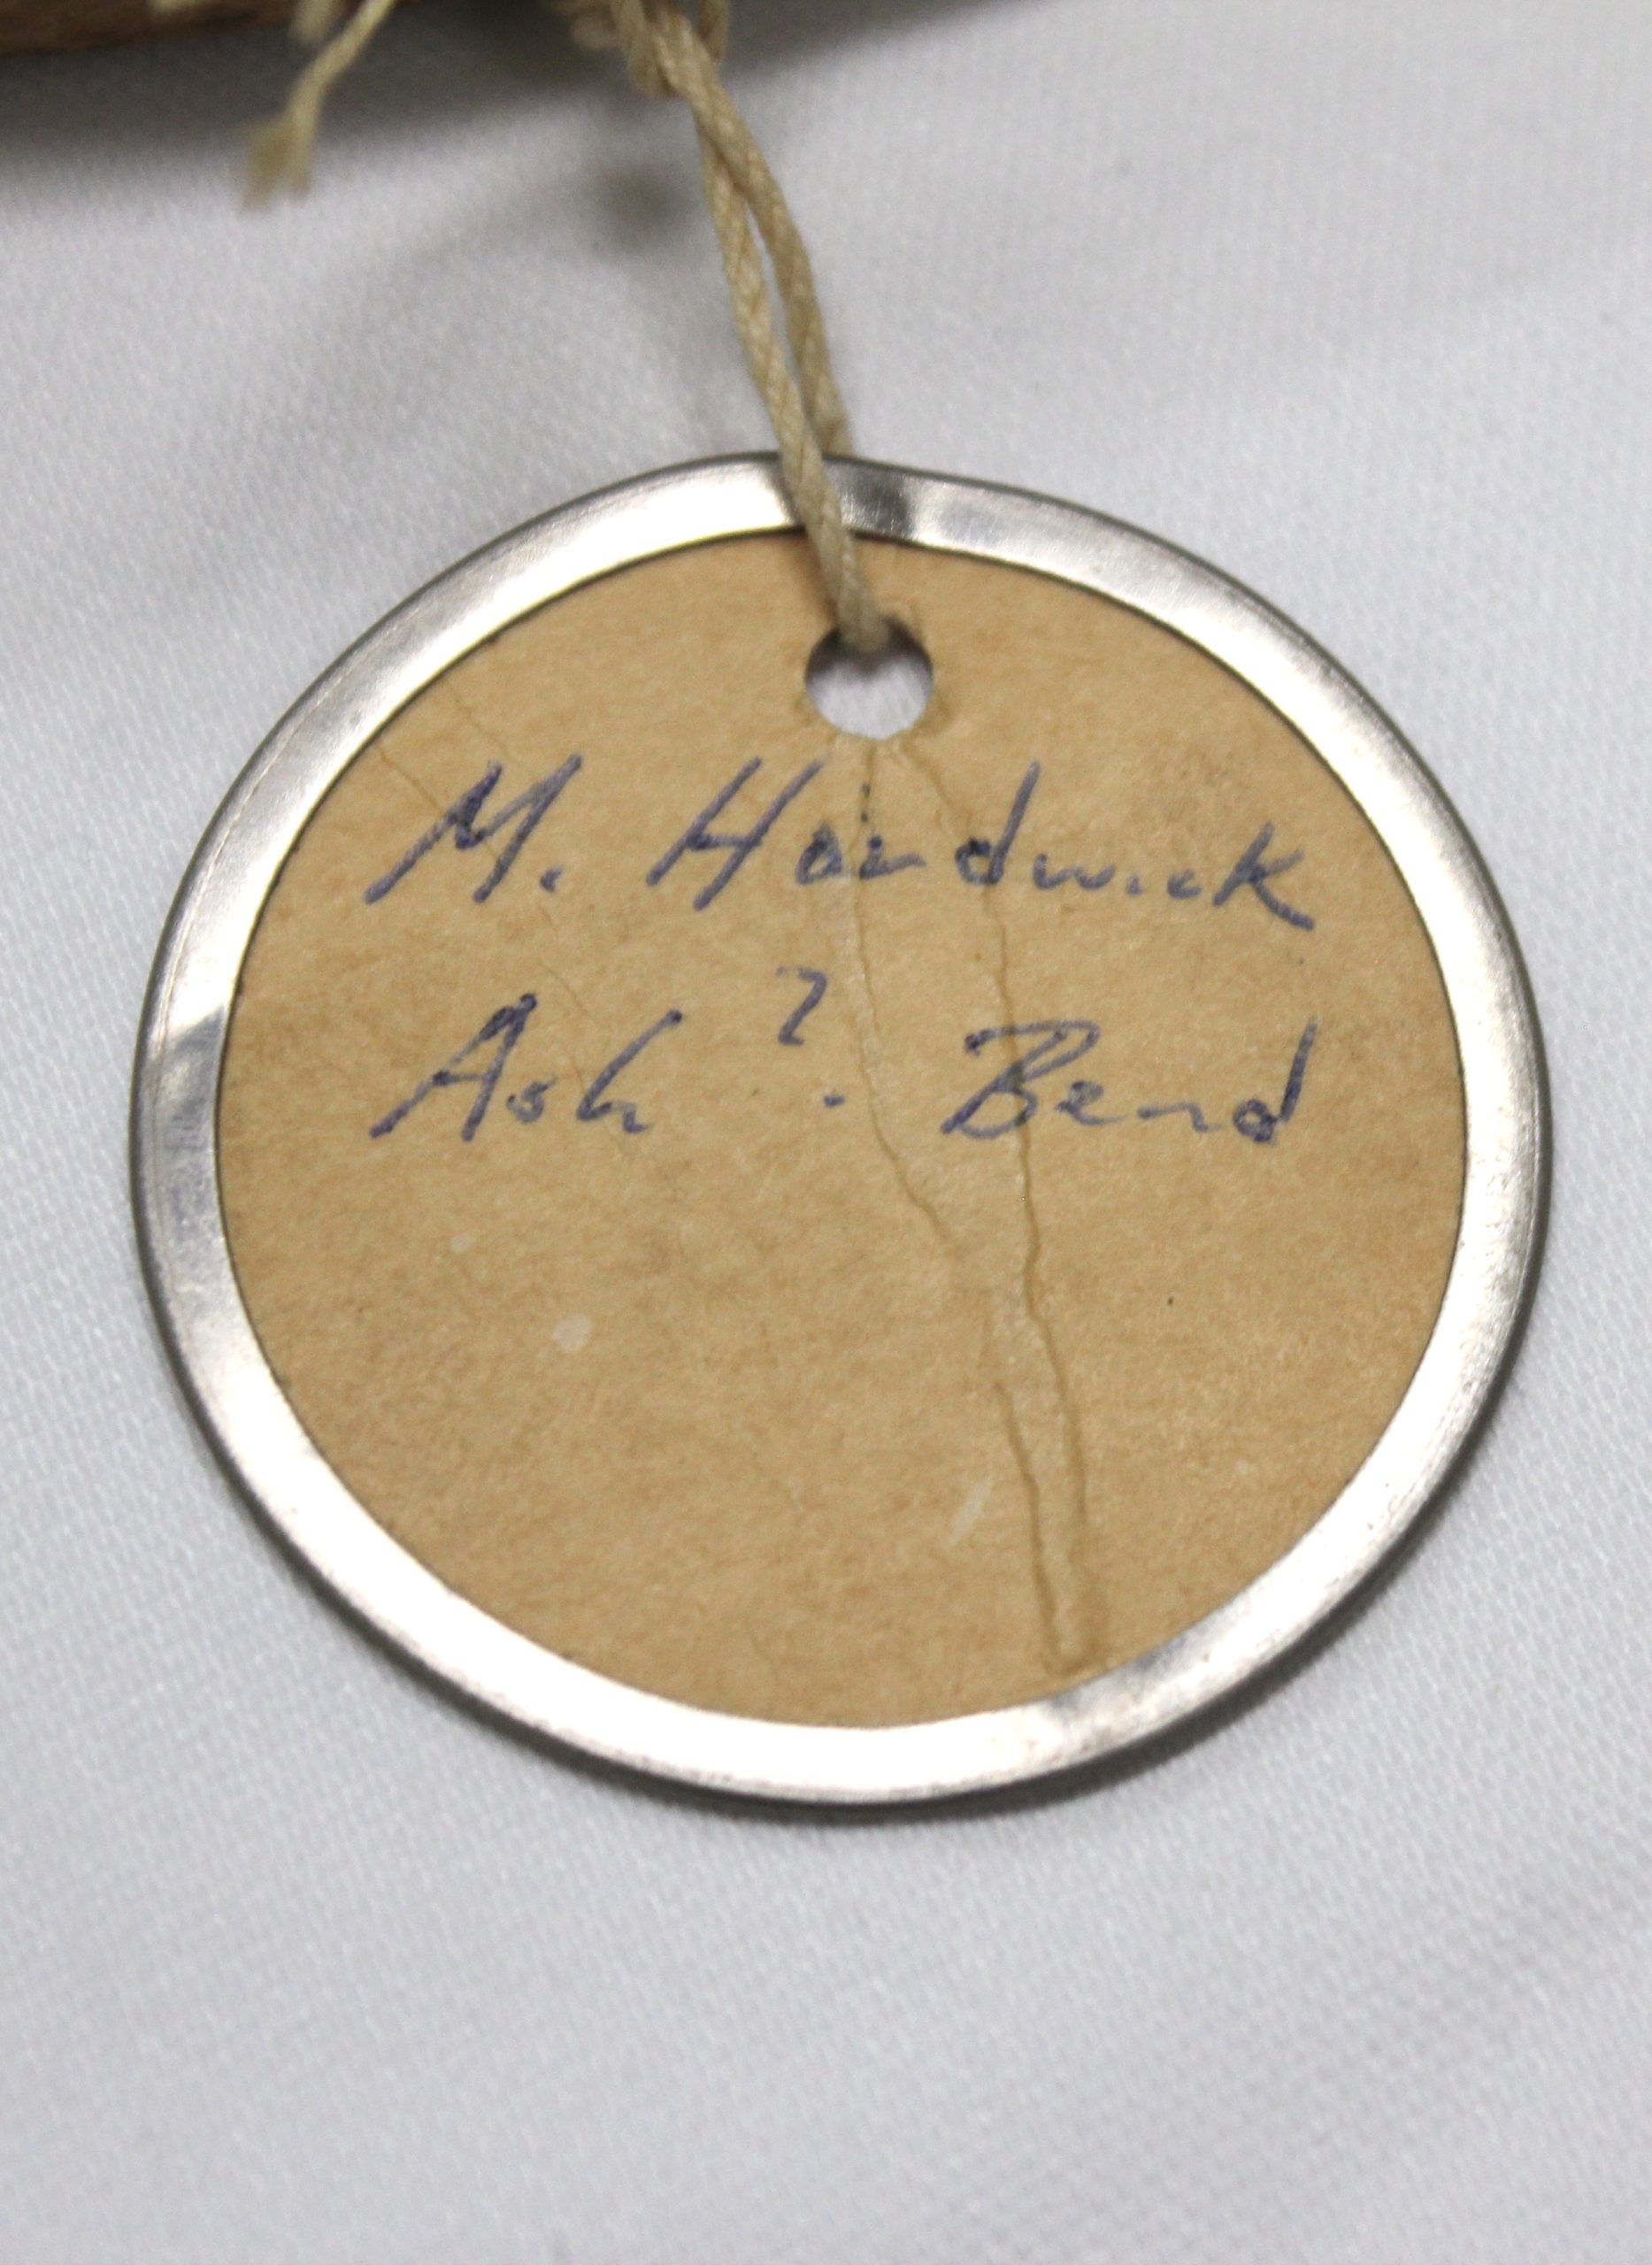 M. Hardwick
Ash ? Bend